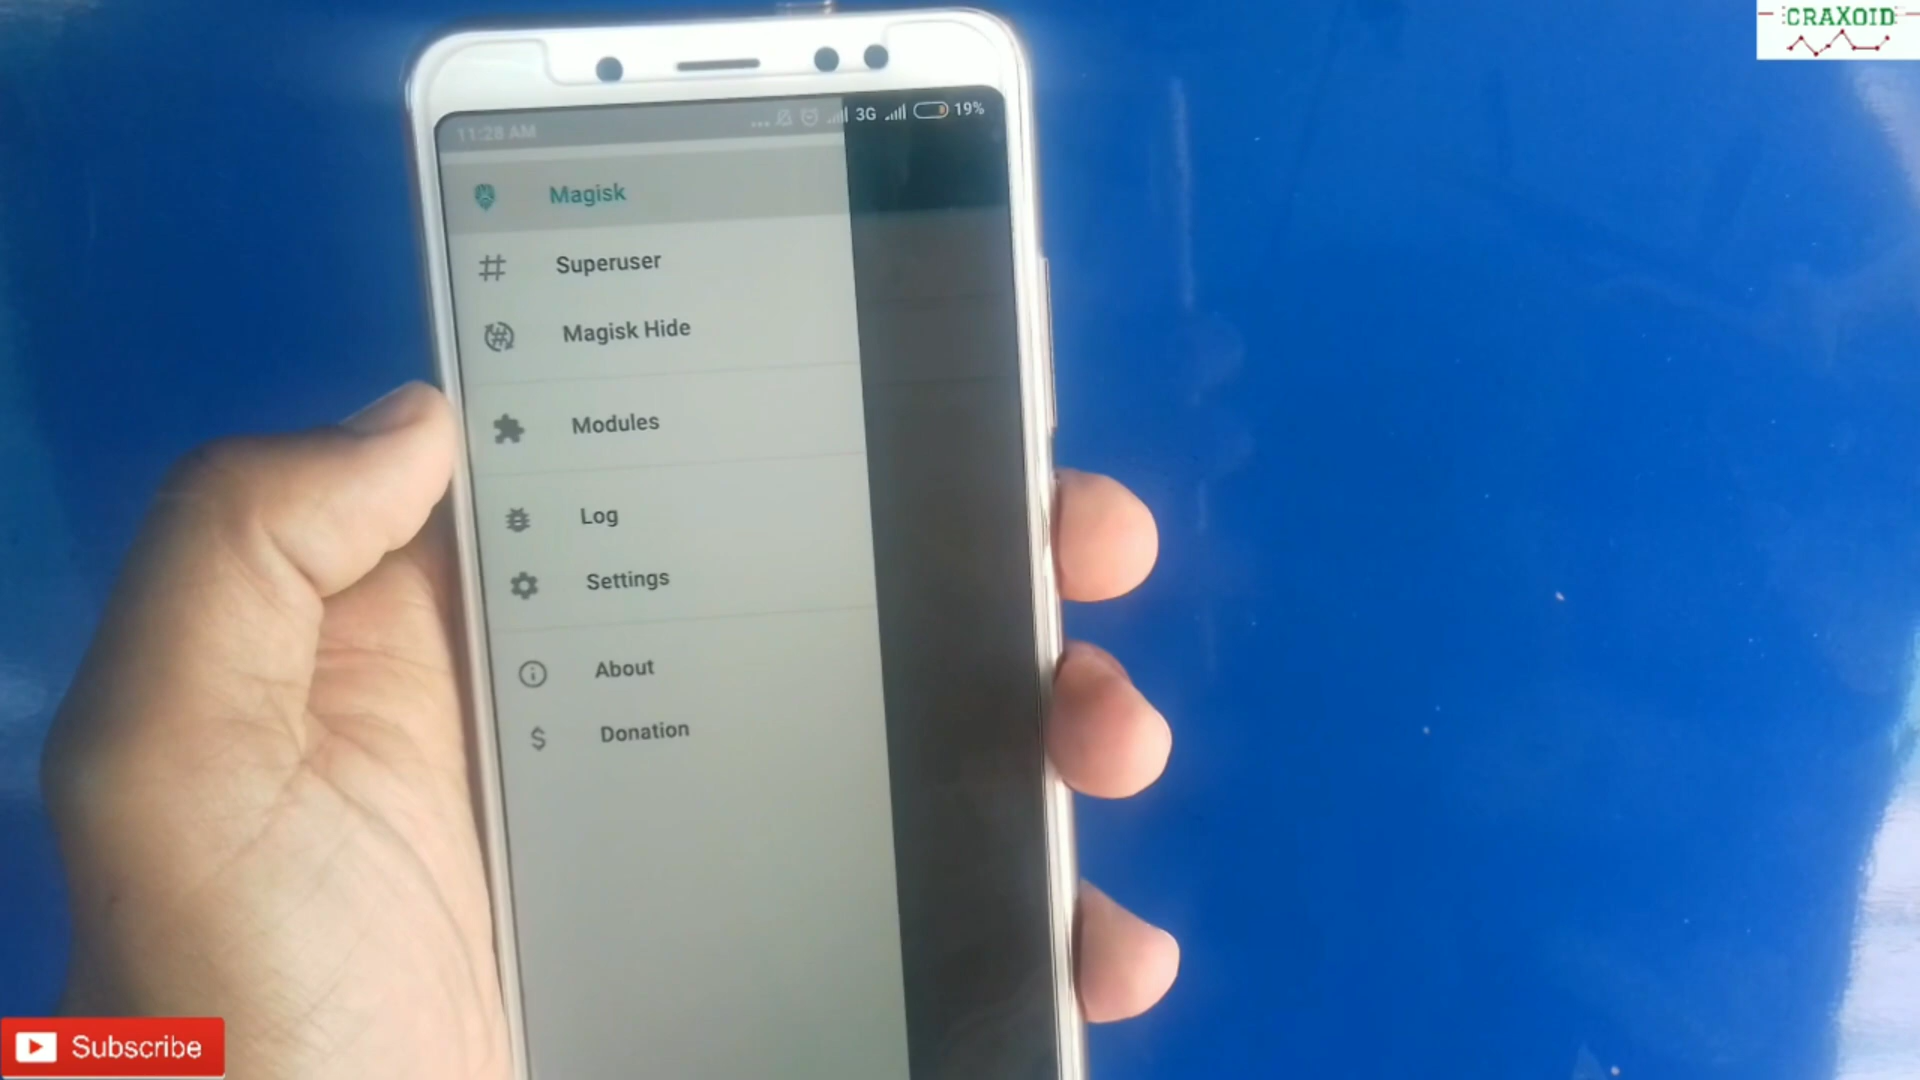 CRAXOID
11:28 AM ... 3G 19%
Magisk
Superuser
Magisk Hide
Modules
Log
Settings
About
Donation
Subscribe